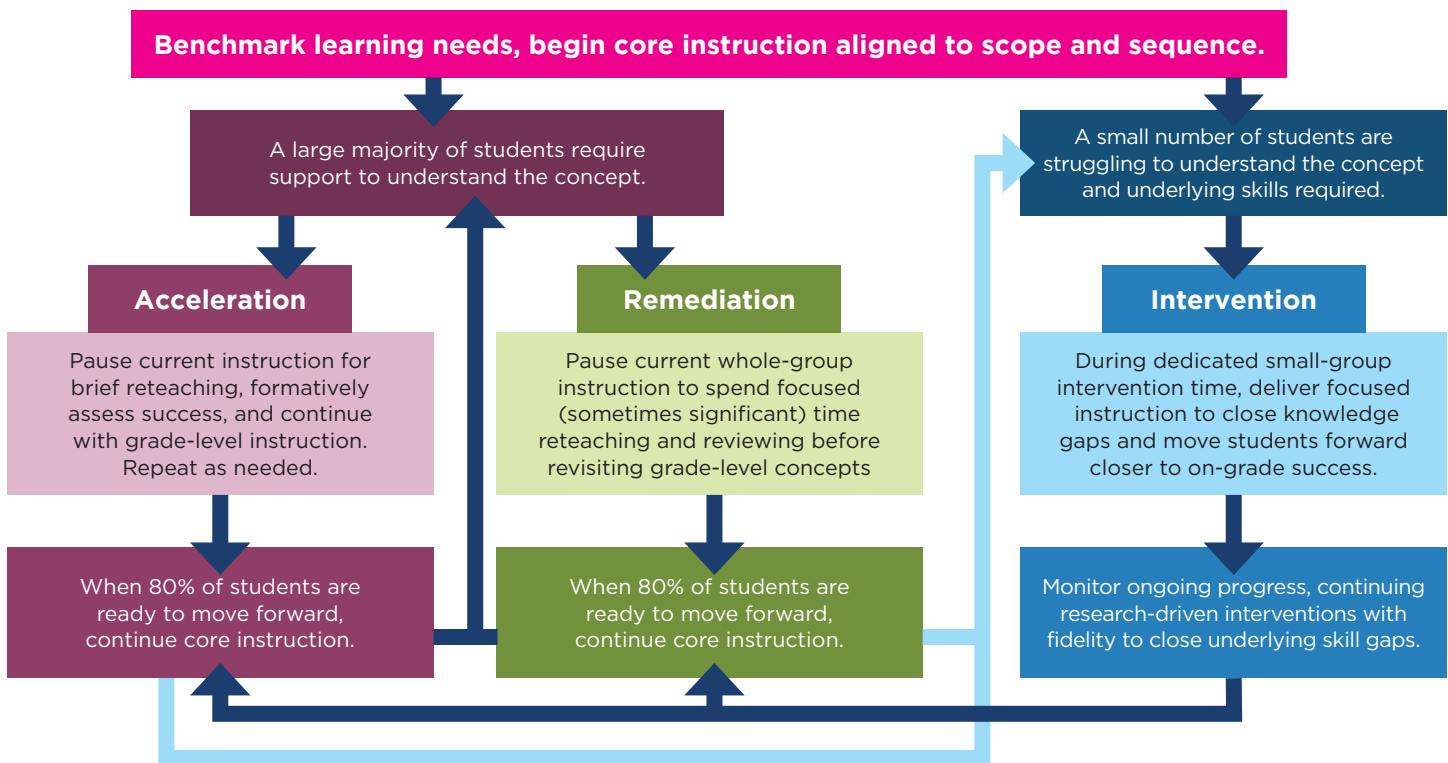 Benchmark learning needs, begin core instruction aligned to scope and sequence.
A large majority of students require
support to understand the concept.
A small number of students are
struggling to understand the concept
and underlying skills required.
Acceleration
Pause current instruction for
brief reteaching, formatively
assess success, and continue
with grade-level instruction.
Repeat as needed.
Remediation
Pause current whole-group
instruction to spend focused
(sometimes significant) time
reteaching and reviewing before
revisiting grade-level concepts
Intervention
During dedicated small-group
intervention time, deliver focused
instruction to close knowledge
gaps and move students forward
closer to on-grade success.
When 80% of students are
ready to move forward,
continue core instruction.
When 80% of students are
ready to move forward,
continue core instruction.
Monitor ongoing progress, continuing
research-driven interventions with
fidelity to close underlying skill gaps.